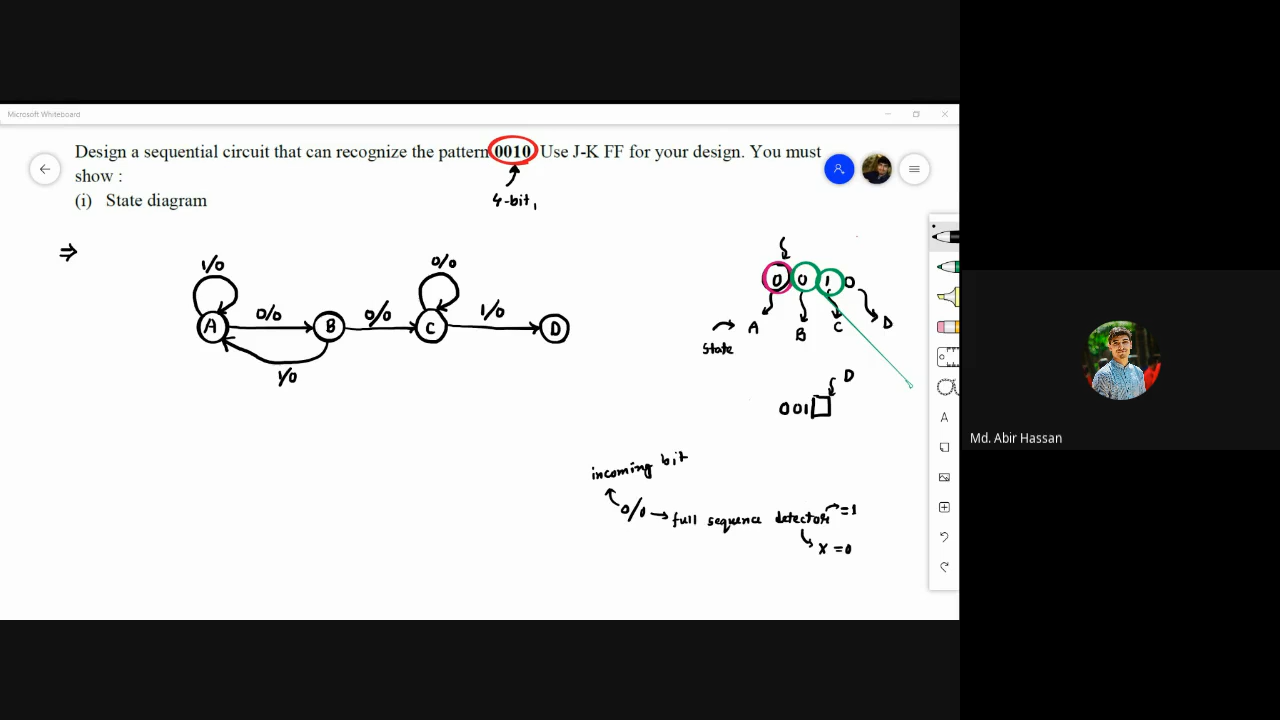 Microsoft Whiteboard
Design a sequential circuit that can recognize the pattern 0010. Use J-K FF for your design. You must
show :
(i) State diagram
4-bit,
⇒
1/0
0/0
0/0
0/0
1/0
A
B
C
D
1/0
0 0 1 0
State
A
B
C
D
D
001
incoming bit
0/0 → full sequence detector = 1
x = 0
A
Md. Abir Hassan